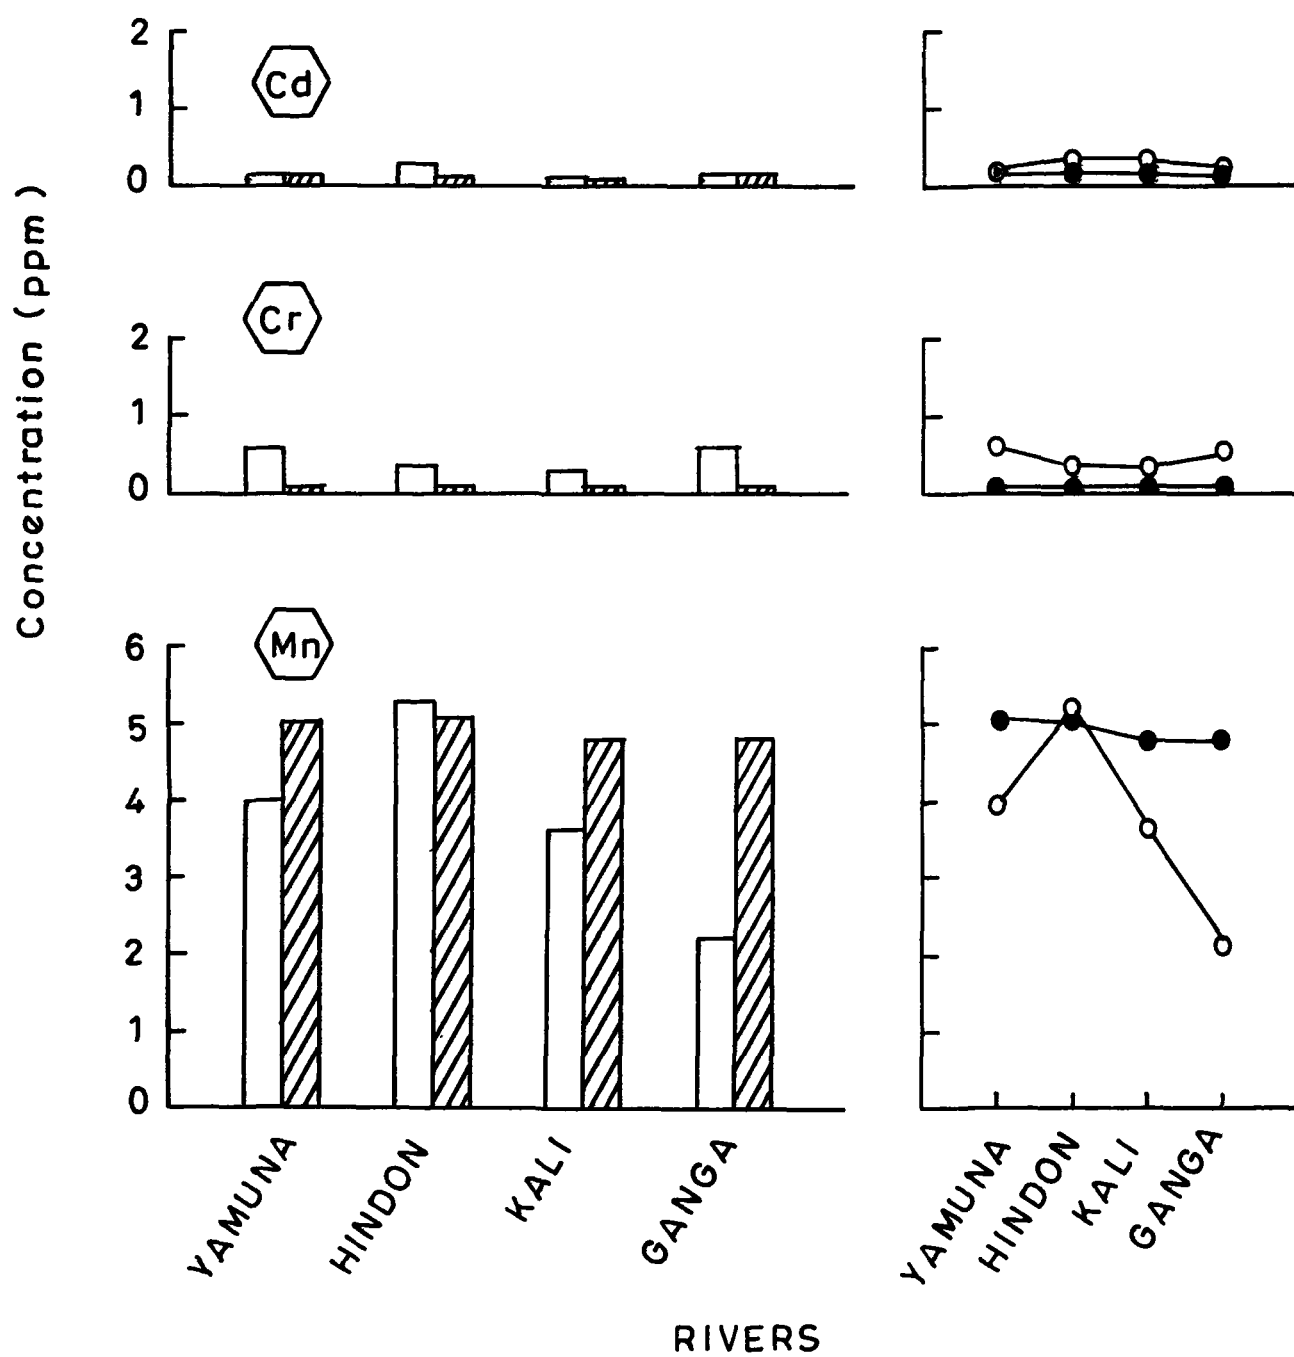 Concentration (ppm)
2
1
0
Cd
2
1
0
Cr
6
5
4
3
2
1
0
Mn
YAMUNA
HINDON
KALI
GANGA
YAMUNA
HINDON
KALI
GANGA
RIVERS